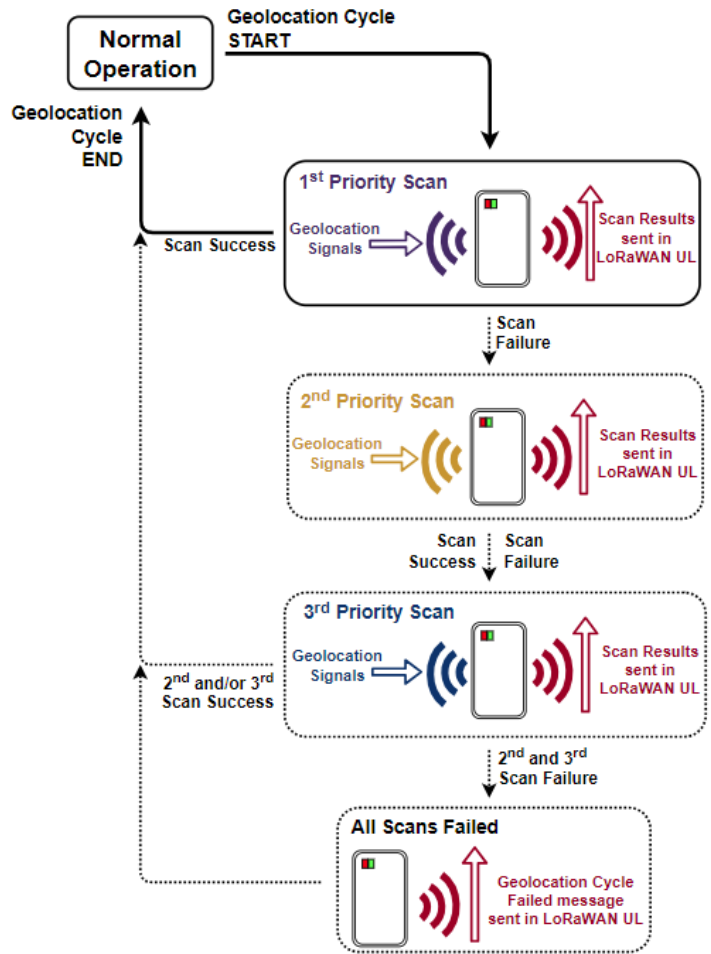 Normal
Operation
Geolocation Cycle
START
Geolocation
Cycle
END
1st Priority Scan
Geolocation
Signals
Scan Results
sent in
LoRaWAN UL
Scan Success
Scan
Failure
2nd Priority Scan
Geolocation
Signals
Scan Results
sent in
LoRaWAN UL
Scan
Success
Scan
Failure
3rd Priority Scan
Geolocation
Signals
Scan Results
sent in
LoRaWAN UL
2nd and/or 3rd
Scan Success
2nd and 3rd
Scan Failure
All Scans Failed
Geolocation Cycle
Failed message
sent in LoRaWAN UL